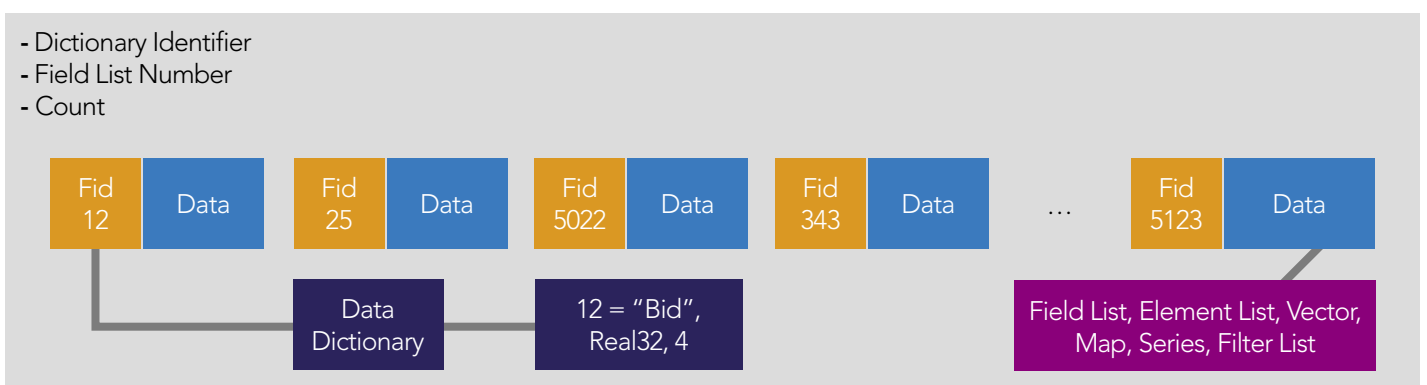 - Dictionary Identifier
- Field List Number
- Count
Fid
12
Data
Fid
25
Data
Fid
5022
Data
Fid
343
Data
...
Fid
5123
Data
Data
Dictionary
12 = “Bid”,
Real32, 4
Field List, Element List, Vector,
Map, Series, Filter List